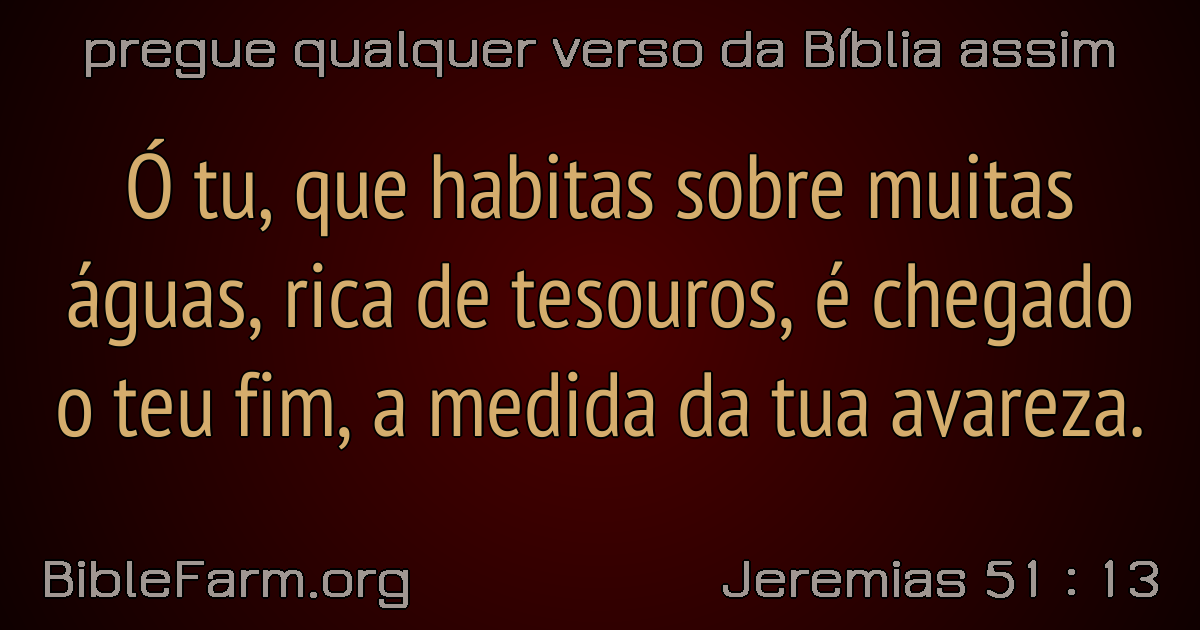 pregue qualquer verso da Bíblia assim
Ó tu, que habitas sobre muitas
águas, rica de tesouros, é chegado
o teu fim, a medida da tua avareza.
BibleFarm.org
Jeremias 51 : 13